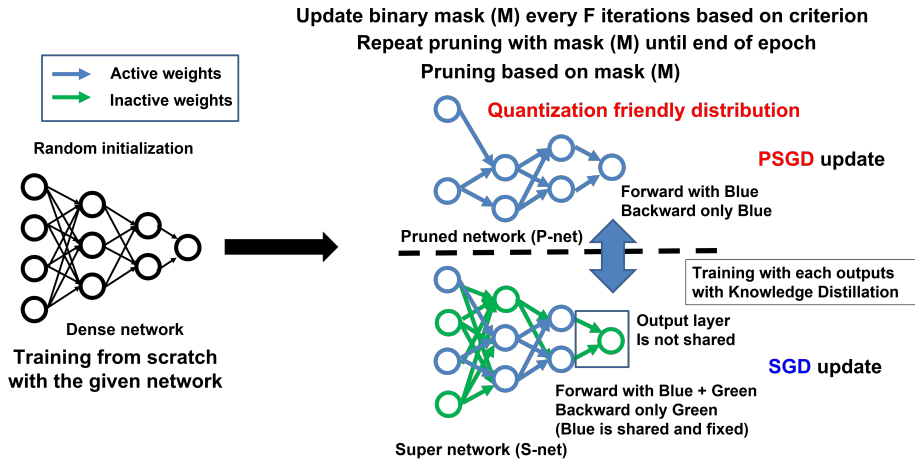 Update binary mask (M) every F iterations based on criterion
Repeat pruning with mask (M) until end of epoch
Pruning based on mask (M)
Active weights
Inactive weights
Quantization friendly distribution
Random initialization
PSGD update
Forward with Blue
Backward only Blue
Pruned network (P-net)
Training with each outputs
with Knowledge Distillation
Dense network
Training from scratch
with the given network
Output layer
Is not shared
SGD update
Forward with Blue + Green
Backward only Green
(Blue is shared and fixed)
Super network (S-net)